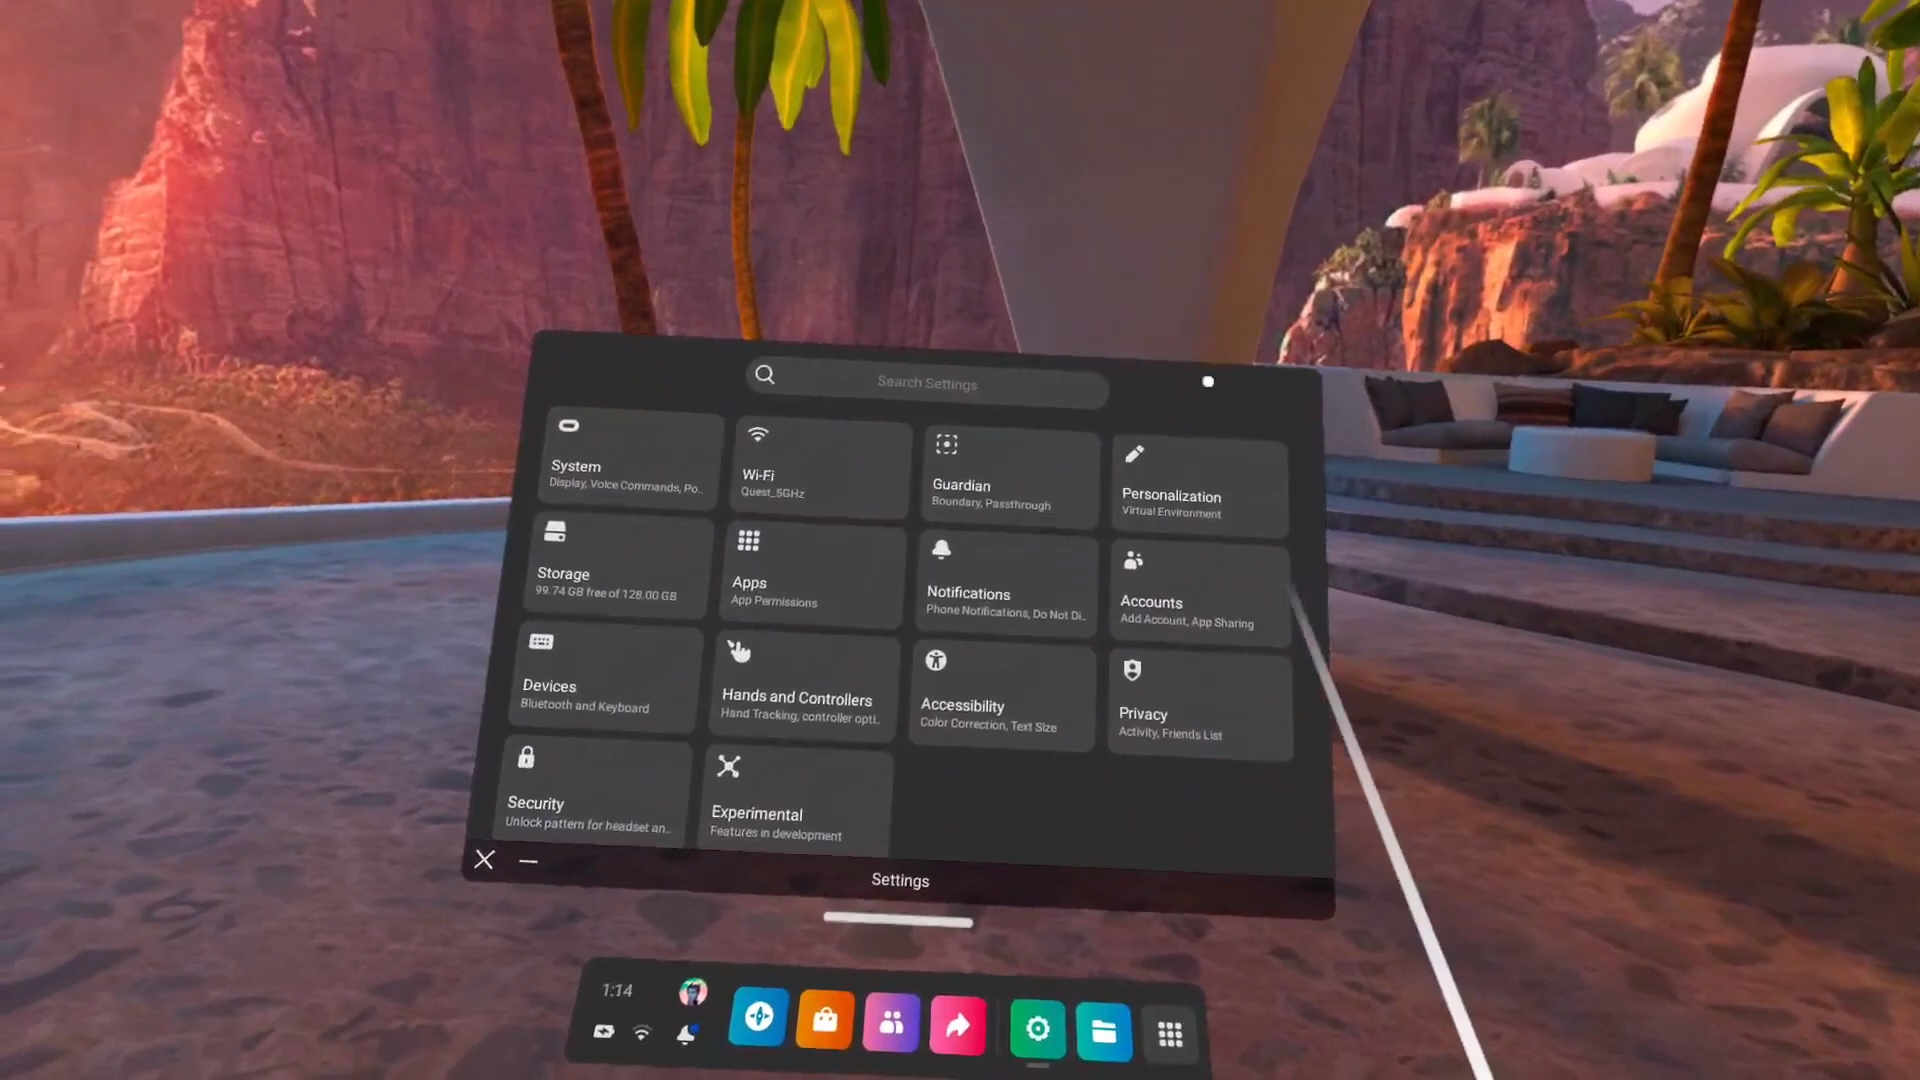 Search Settings
System
Display, Voice Commands, Po..
Wi-Fi
Quest_5GHz
Guardian
Boundary, Passthrough
Personalization
Virtual Environment
Storage
99.74 GB free of 128.00 GB
Apps
App Permissions
Notifications
Phone Notifications, Do Not Di..
Accounts
Add Account, App Sharing
Devices
Bluetooth and Keyboard
Hands and Controllers
Hand Tracking, controller opti..
Accessibility
Color Correction, Text Size
Privacy
Activity, Friends List
Security
Unlock pattern for headset an..
Experimental
Features in development
Settings
1:14